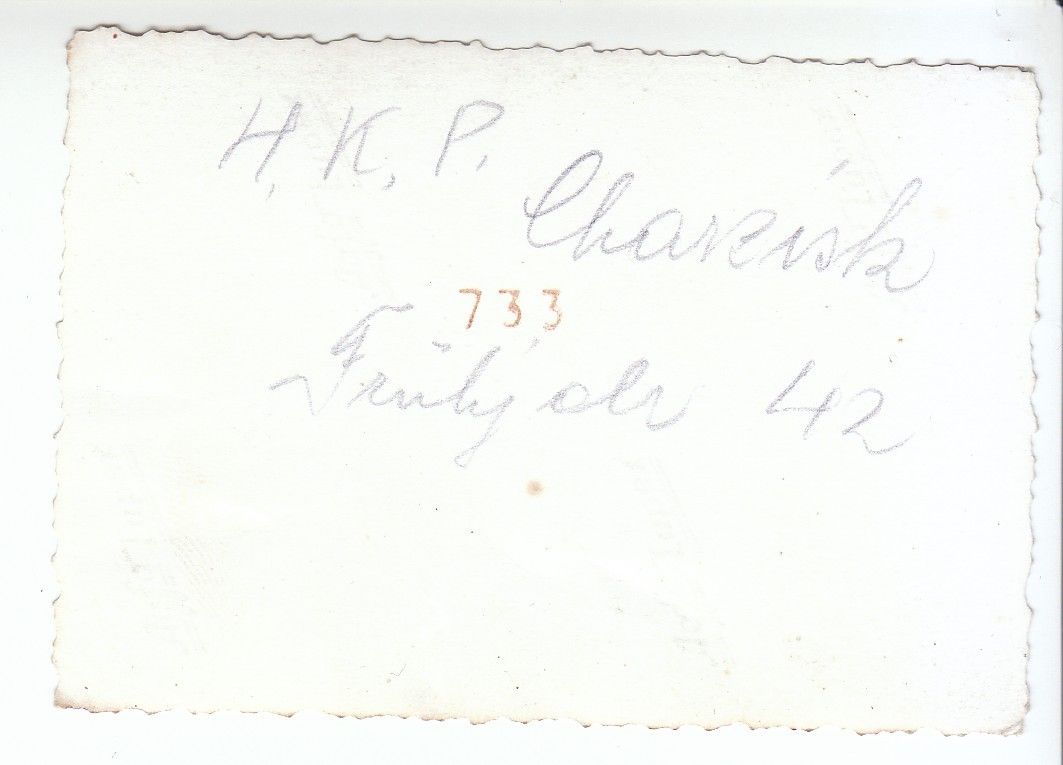 H. K. P.
Charcisk
733
Frühjahr 42